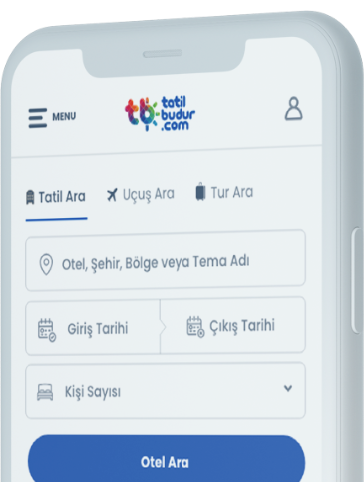 MENU
tb
tatil
budur
.com
Tatil Ara
Uçuş Ara
Tur Ara
Otel, Şehir, Bölge veya Tema Adı
Giriş Tarihi
Çıkış Tarihi
Kişi Sayısı
Otel Ara